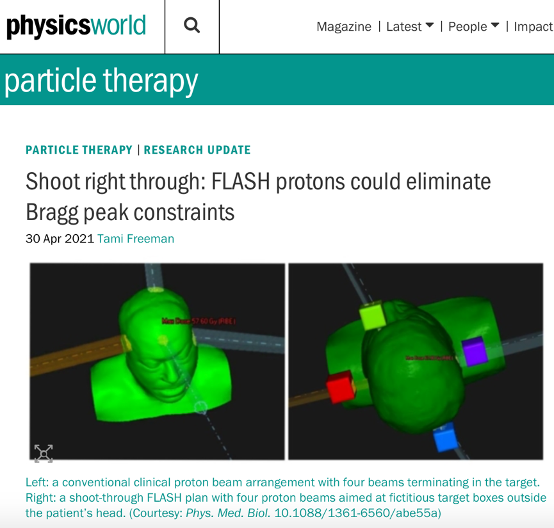 physicsworld
Magazine | Latest | People | Impact
particle therapy
PARTICLE THERAPY | RESEARCH UPDATE
Shoot right through: FLASH protons could eliminate
Bragg peak constraints
30 Apr 2021 Tami Freeman
Left: a conventional clinical proton beam arrangement with four beams terminating in the target.
Right: a shoot-through FLASH plan with four proton beams aimed at fictitious target boxes outside
the patient's head. (Courtesy: Phys. Med. Biol. 10.1088/1361-6560/abe55a)